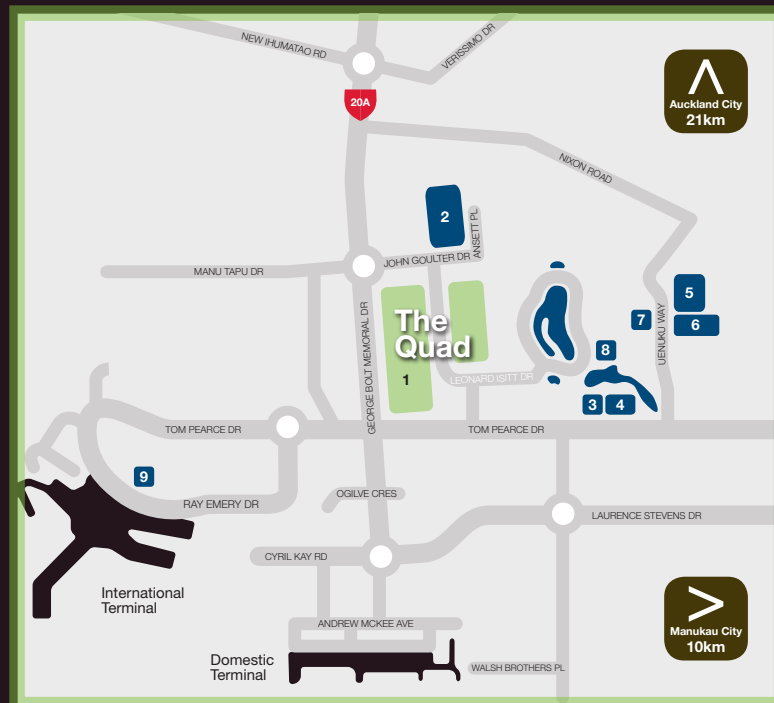 NEW IHUMATAO RD
VERISSIMO DR
20A
Auckland City
21km
NIXON ROAD
2
ANSETT PL
JOHN GOULTER DR
MANU TAPU DR
GEORGE BOLT MEMORIAL DR
The
Quad
1
5
7
6
UENUKU WAY
8
LEONARD ISITT DR
3
4
TOM PEARCE DR
TOM PEARCE DR
9
RAY EMERY DR
OGILVE CRES
LAURENCE STEVENS DR
CYRIL KAY RD
International
Terminal
ANDREW MCKEE AVE
Manukau City
10km
Domestic
Terminal
WALSH BROTHERS PL